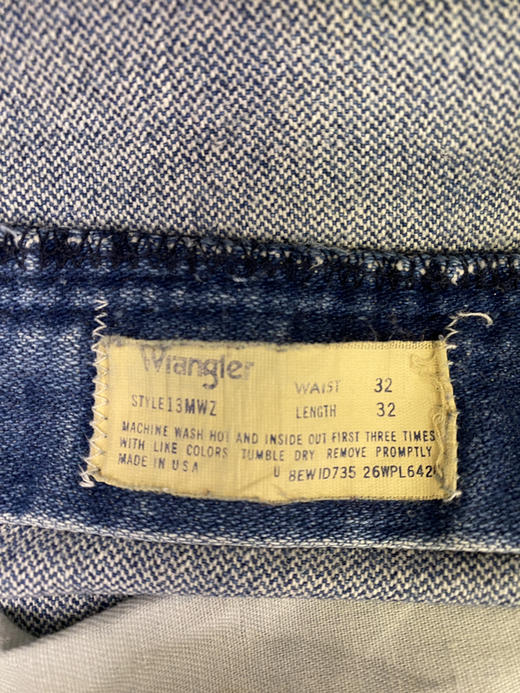 Wrangler
STYLE 13MWZ
WAIST 32
LENGTH 32
MACHINE WASH HOT AND INSIDE OUT FIRST THREE TIMES
WITH LIKE COLORS TUMBLE DRY REMOVE PROMPTLY
MADE IN U S A U 8EWID735 26WPL642